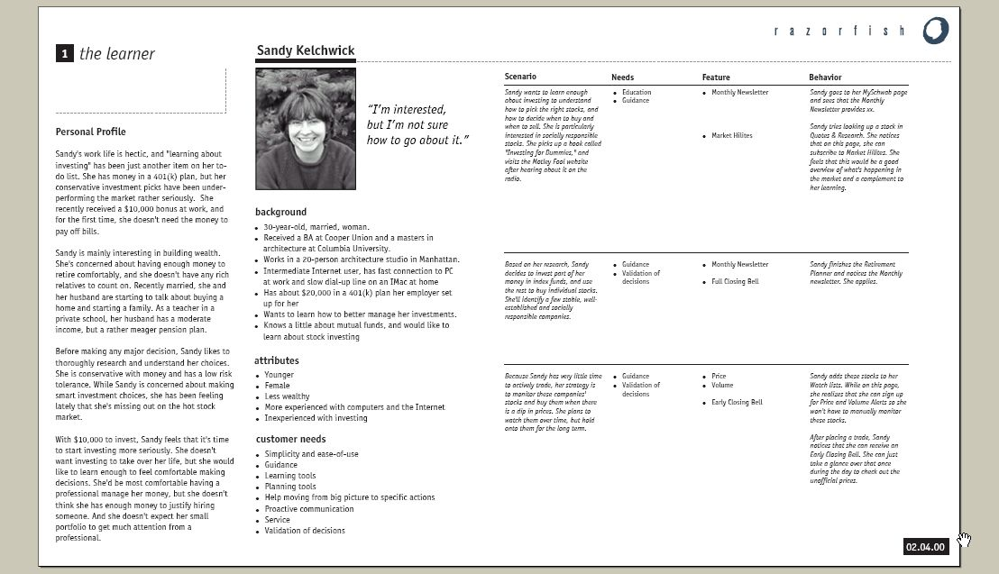 r a z o r f i s h
1 the learner
Personal Profile
Sandy's work life is hectic, and "learning about
investing" has been just another item on her to-
do list. She has money in a 401(k) plan, but her
conservative investment picks have been under-
performing the market rather seriously.  She
recently received a $10,000 bonus at work, and
for the first time, she doesn't need the money to
pay off bills.
Sandy is mainly interesting in building wealth.
She's concerned about having enough money to
retire comfortably, and she doesn't have any rich
relatives to count on. Recently married, she and
her husband are starting to talk about buying a
home and starting a family. As a teacher in a
private school, her husband has a moderate
income, but a rather meager pension plan.
Before making any major decision, Sandy likes to
thoroughly research and understand her choices.
She is conservative with money and has a low risk
tolerance. While Sandy is concerned about making
smart investment choices, she has been feeling
lately that she's missing out on the hot stock
market.
With $10,000 to invest, Sandy feels that it's time
to start investing more seriously. She doesn't
want investing to take over her life, but she would
like to learn enough to feel comfortable making
decisions. She'd be most comfortable having a
professional manage her money, but she doesn't
think she has enough money to justify hiring
someone. And she doesn't expect her small
portfolio to get much attention from a
professional.
Sandy Kelchwick
“I'm interested,
but I'm not sure
how to go about it.”
background
• 30-year-old, married, woman.
• Received a BA at Cooper Union and a masters in
architecture at Columbia University.
• Works in a 20-person architecture studio in Manhattan.
• Intermediate Internet user, has fast connection to PC
at work and slow dial-up line on an IMac at home
• Has about $20,000 in a 401(k) plan her employer set
up for her
• Wants to learn how to better manage her investments.
• Knows a little about mutual funds, and would like to
learn about stock investing
attributes
• Younger
• Female
• Less wealthy
• More experienced with computers and the Internet
• Inexperienced with investing
customer needs
• Simplicity and ease-of-use
• Guidance
• Learning tools
• Planning tools
• Help moving from big picture to specific actions
• Proactive communication
• Service
• Validation of decisions
Scenario Needs Feature Behavior
Sandy wants to learn enough
about investing to understand
how to pick the right stocks, and
how to decide when to buy and
when to sell. She is particularly
interested in socially responsible
stocks. She picks up a book called
"Investing for Dummies," and
visits the Motley Fool website
after hearing about it on the
radio.
• Education
• Guidance
• Monthly Newsletter
• Market Hilites
Sandy goes to her MySchwab page
and sees that the Monthly
Newsletter provides xx.
Sandy tries looking up a stock in
Quotes & Research. She notices
that on this page, she can
subscribe to Market Hilites. She
feels that this would be a good
overview of what's happening in
the market and a complement to
her learning.
Based on her research, Sandy
decides to invest part of her
money in index funds, and use
the rest to buy individual stocks.
She'll identify a few stable, well-
established and socially
responsible companies.
• Guidance
• Validation of
decisions
• Monthly Newsletter
• Full Closing Bell
Sandy finishes the Retirement
Planner and notices the Monthly
newsletter. She applies.
Because Sandy has very little time
to actively trade, her strategy is
to monitor these companies'
stocks and buy them when there
is a dip in prices. She plans to
watch them over time, but hold
onto them for the long term.
• Guidance
• Validation of
decisions
• Price
• Volume
• Early Closing Bell
Sandy adds these stocks to her
Watch lists. While on this page,
she realizes that she can sign up
for Price and Volume Alerts so she
won't have to manually monitor
these stocks.
After placing a trade, Sandy
notices that she can receive an
Early Closing Bell. She can just
take a glance over that once
during the day to check out the
unofficial prices.
02.04.00